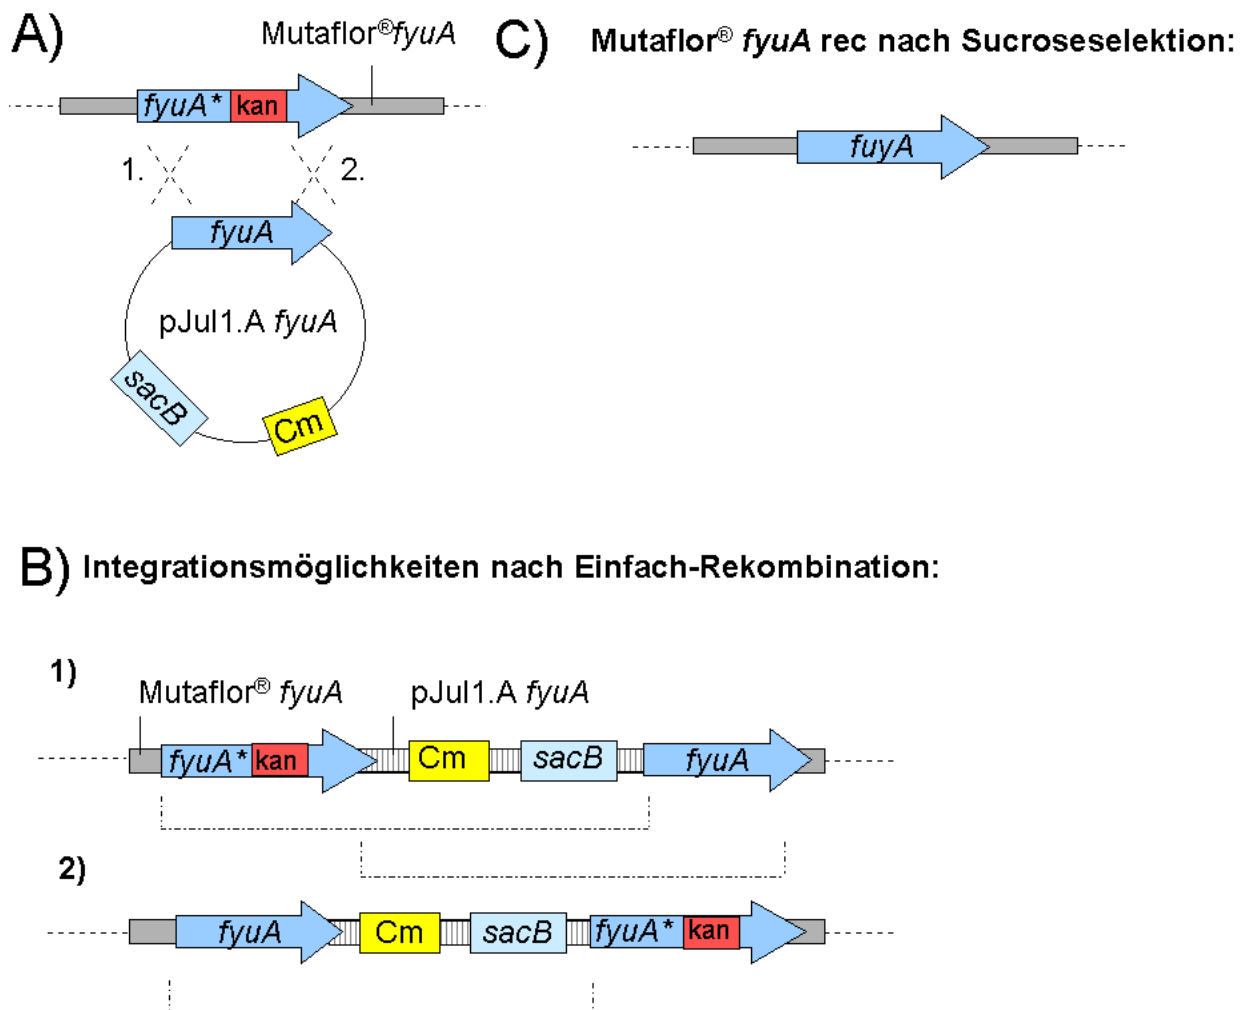 A)
Mutaflor®fyuA
fyuA* kan
1. 2.
fyuA
pJul1.A fyuA
sacB
Cm
C) Mutaflor® fyuA rec nach Sucroseselektion:
fuyA
B) Integrationsmöglichkeiten nach Einfach-Rekombination:
1)
Mutaflor® fyuA pJul1.A fyuA
fyuA* kan Cm sacB fyuA
2)
fyuA Cm sacB fyuA* kan